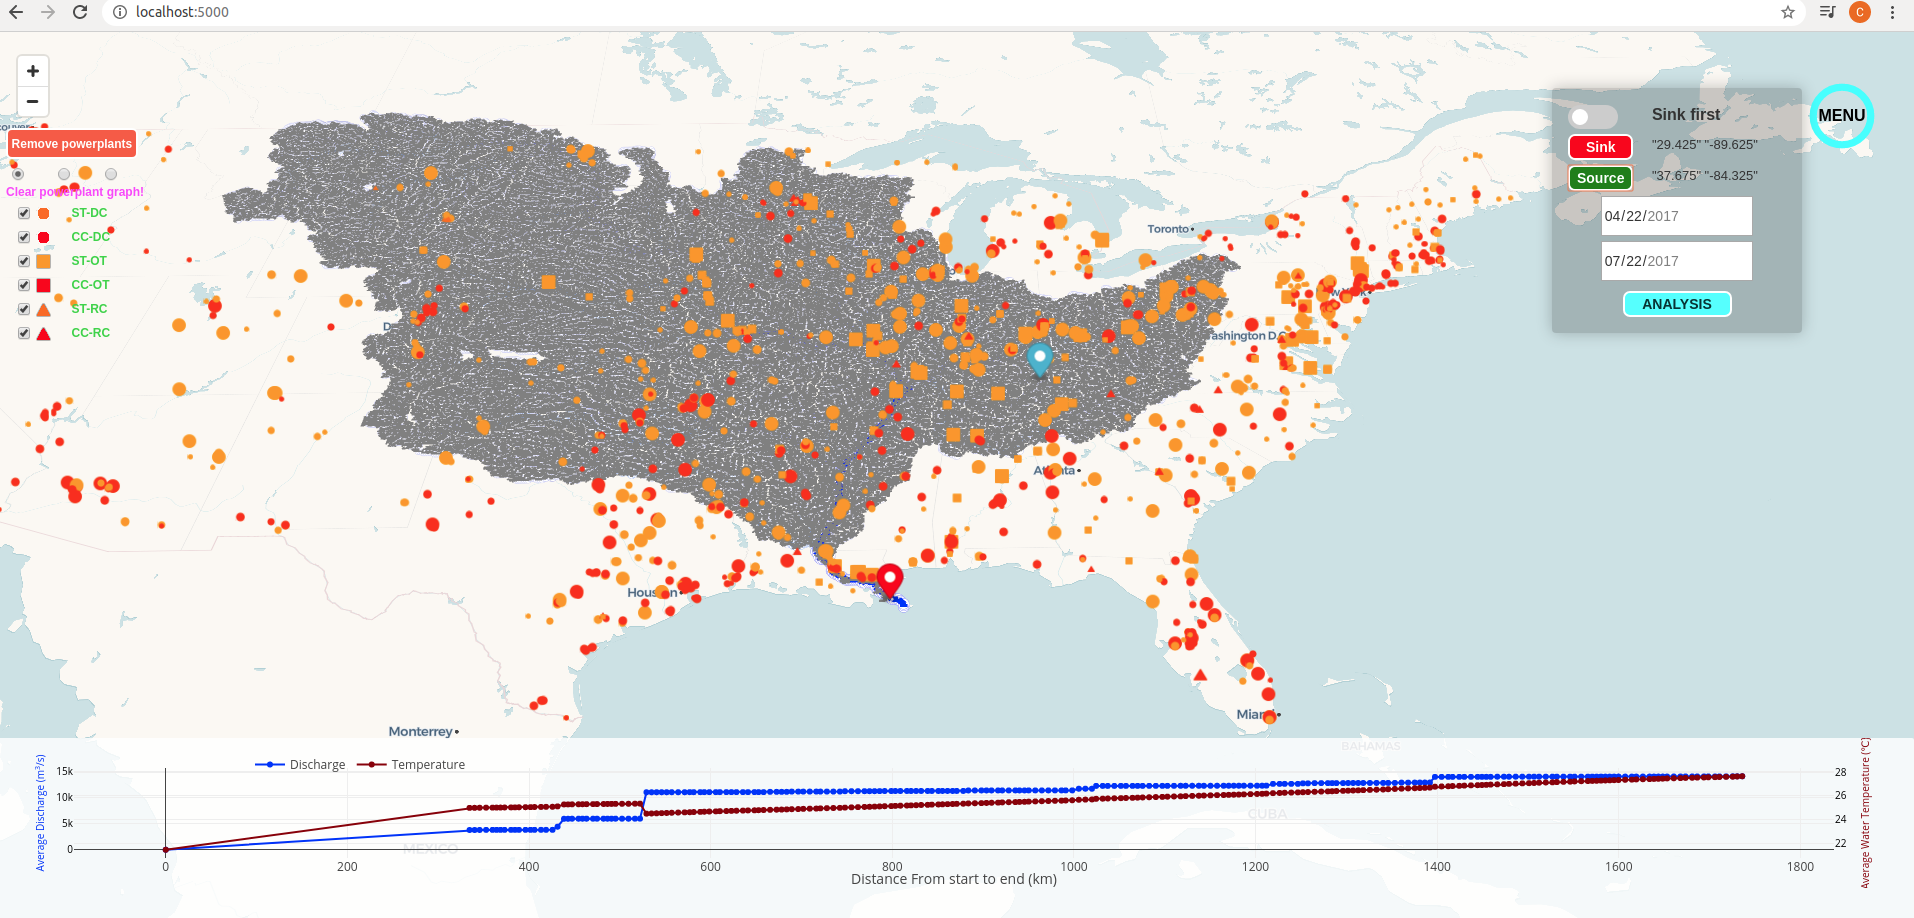 localhost:5000
C
+
−
Remove powerplants
Clear powerplant graph!
ST-DC
CC-DC
ST-OT
CC-OT
ST-RC
CC-RC
Sink first
MENU
Sink
"29.425" "-89.625"
Source
"37.675" "-84.325"
04/22/2017
07/22/2017
ANALYSIS
Toronto
ashington D.C
Atlanta
Houston
Miami
Monterrey
BAHAMAS
CUBA
MEXICO
Discharge
Temperature
Average Discharge (m³/s)
15k
10k
5k
0
28
26
24
22
Average Water Temperature (°C)
0
200
400
600
800
1000
1200
1400
1600
1800
Distance From start to end (km)